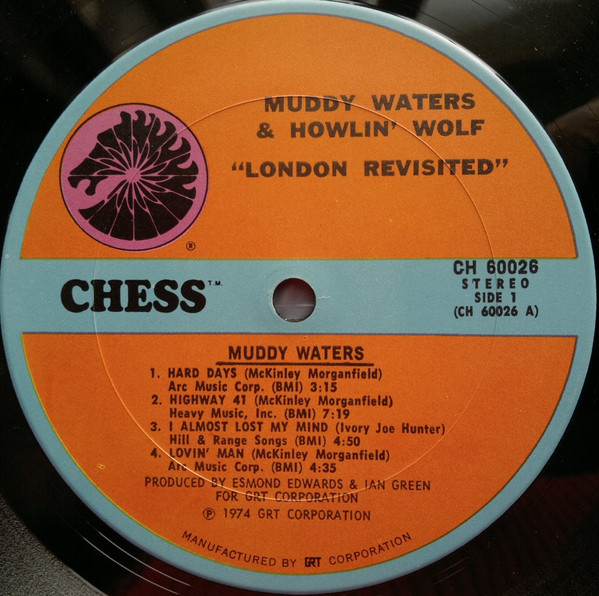 MUDDY WATERS
& HOWLIN' WOLF
"LONDON REVISITED"
®
CHESS T.M.
CH 60026
STEREO
SIDE 1
(CH 60026 A)
MUDDY WATERS
1. HARD DAYS (McKinley Morganfield)
Arc Music Corp. (BMI) 3:15
2. HIGHWAY 41 (McKinley Morganfield)
Heavy Music, Inc. (BMI) 7:19
3. I ALMOST LOST MY MIND (Ivory Joe Hunter)
Hill & Range Songs (BMI) 4:50
4. LOVIN' MAN (McKinley Morganfield)
Arc Music Corp. (BMI) 4:35
PRODUCED BY ESMOND EDWARDS & IAN GREEN
FOR GRT CORPORATION
℗ 1974 GRT CORPORATION
MANUFACTURED BY GRT CORPORATION